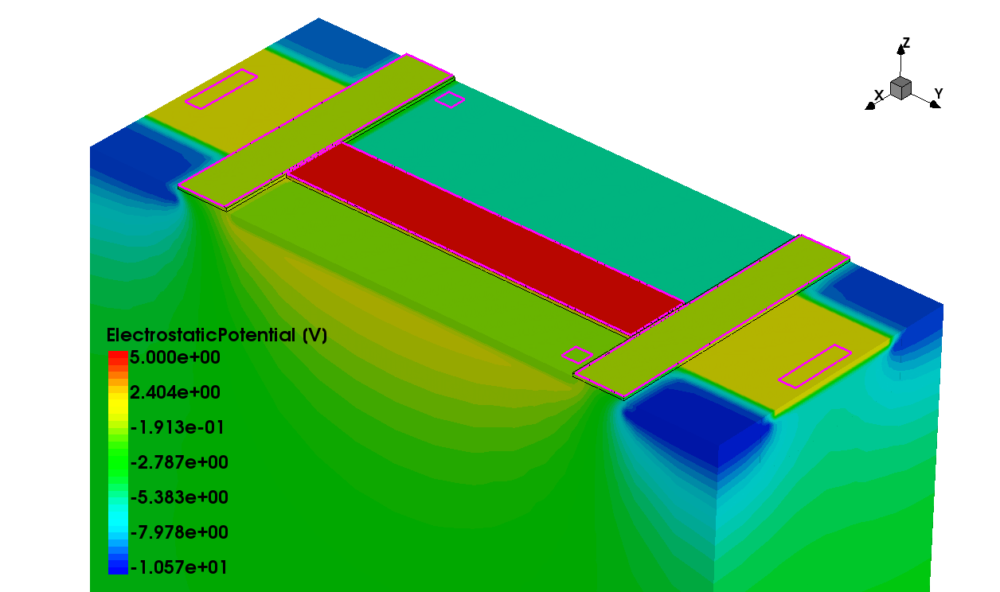 Z
X
Y
ElectrostaticPotential (V)
5.000e+00
2.404e+00
-1.913e-01
-2.787e+00
-5.383e+00
-7.978e+00
-1.057e+01